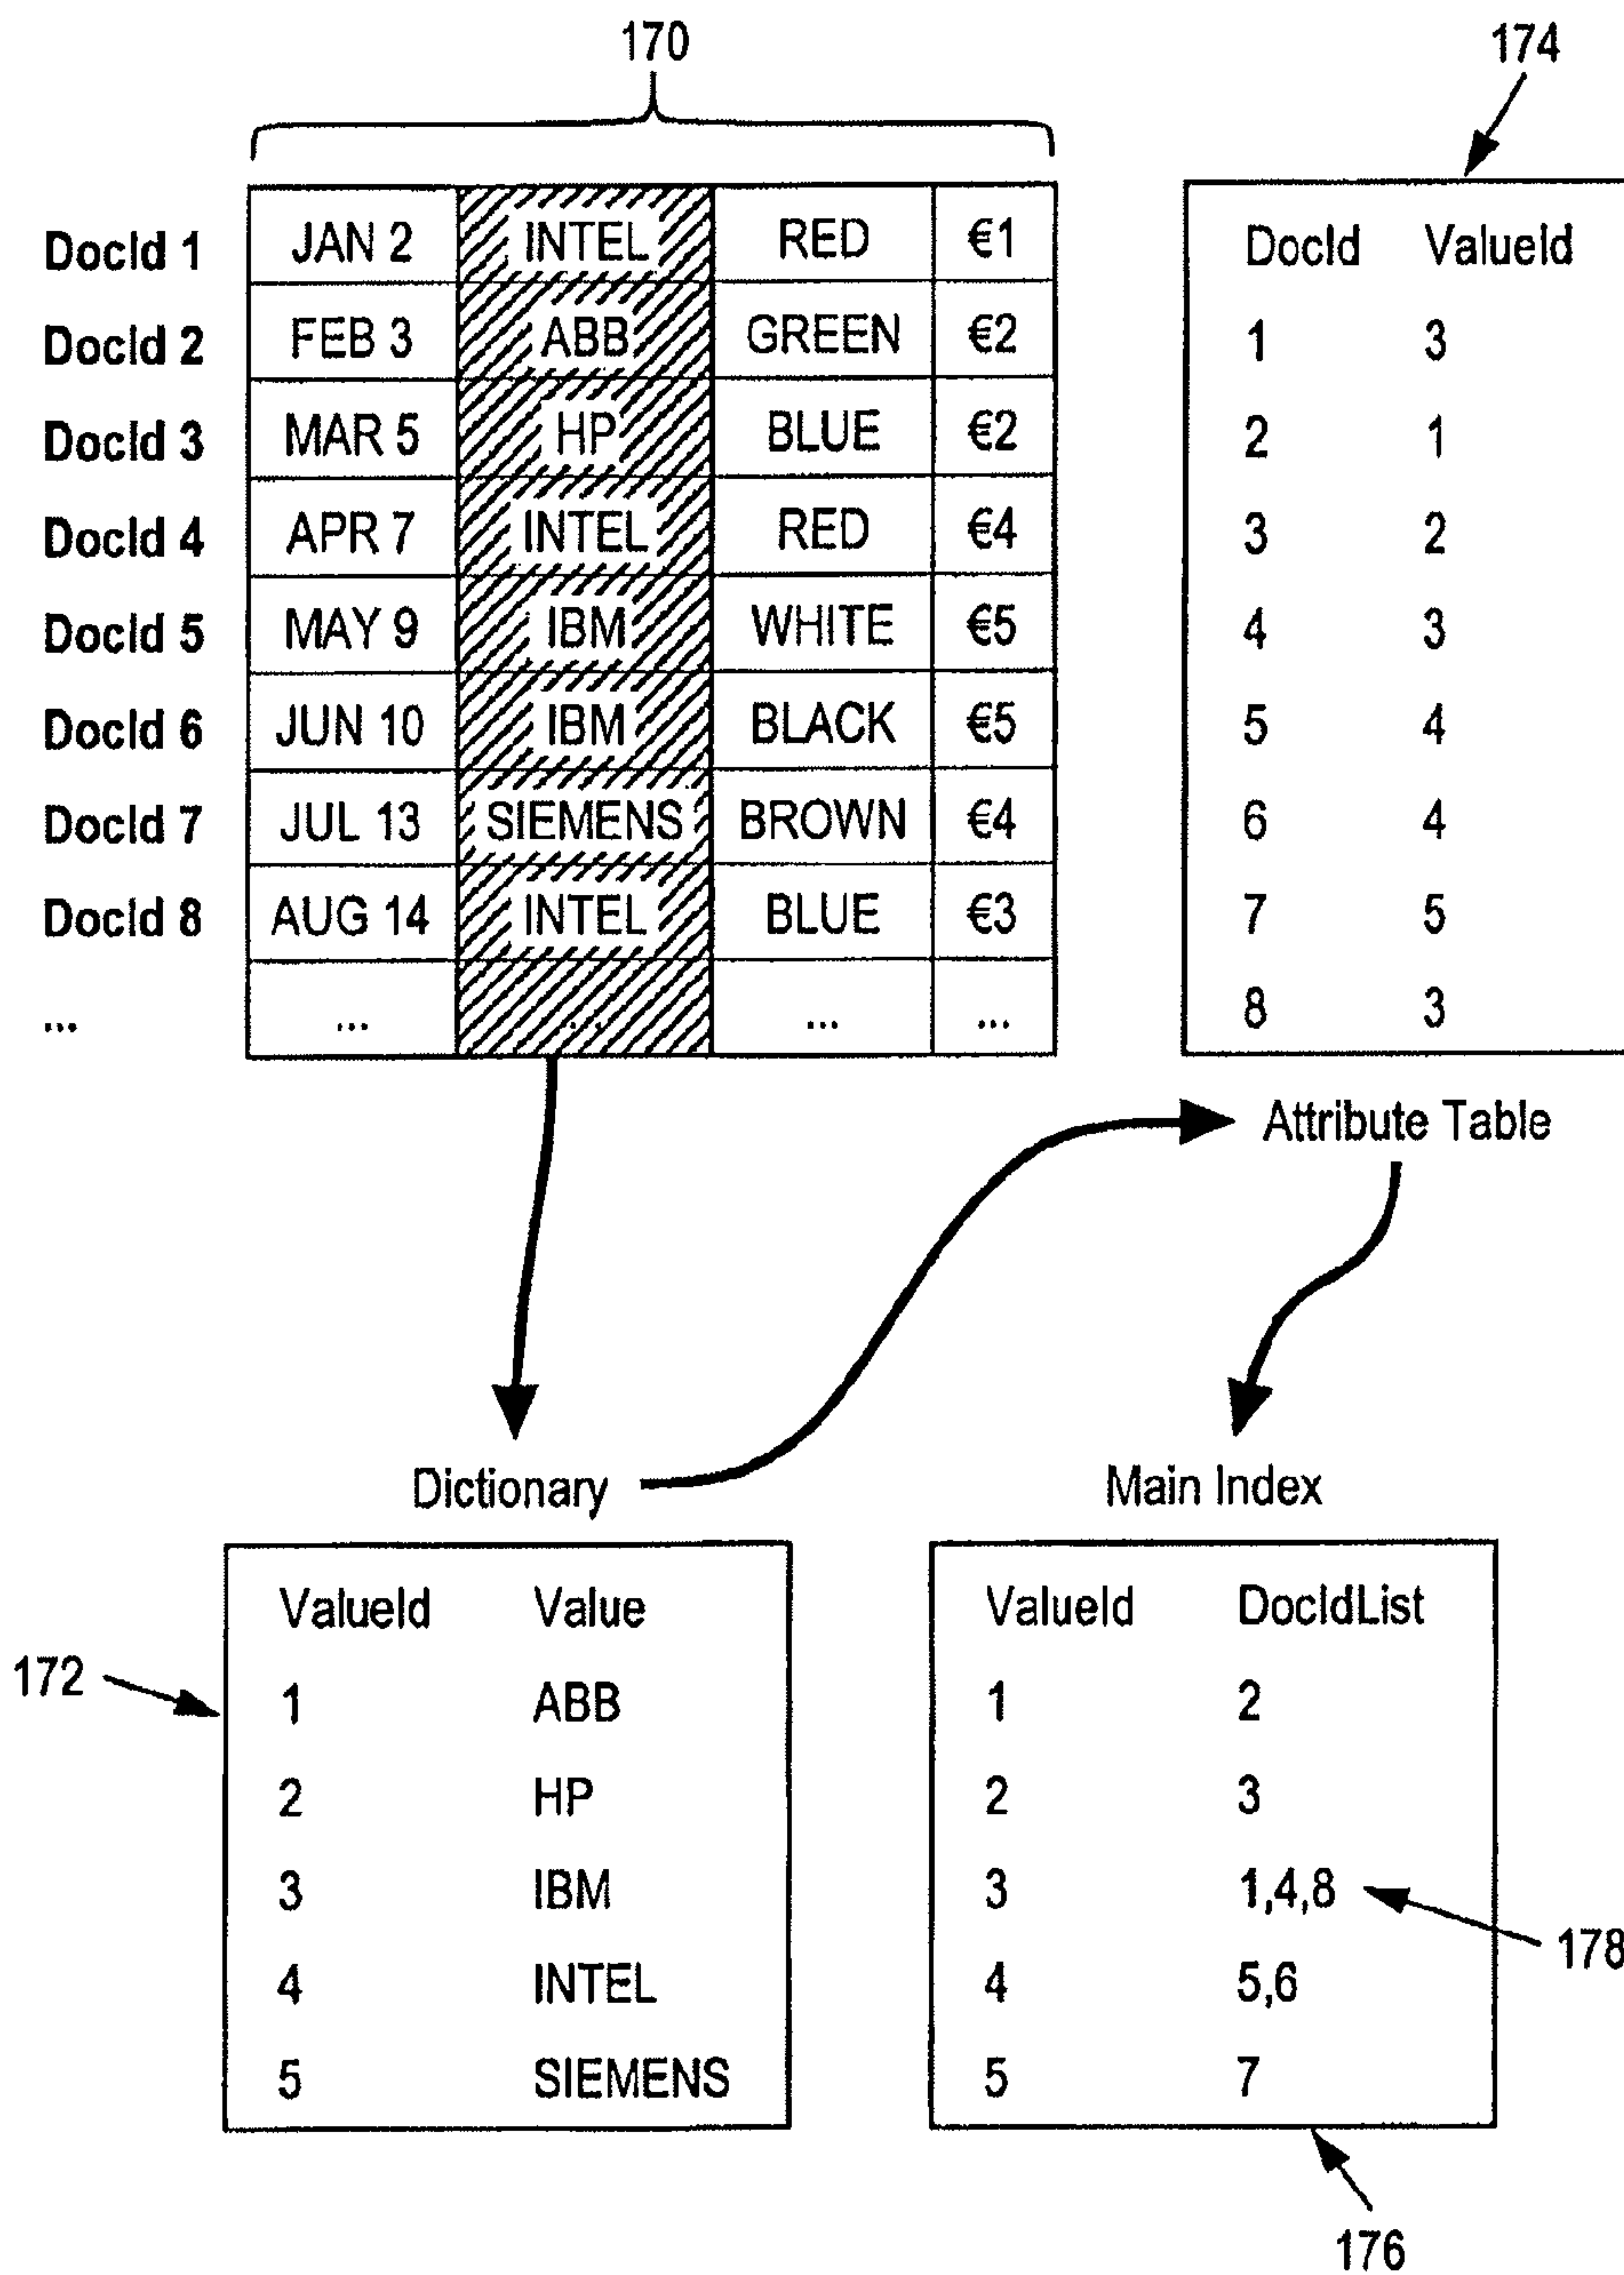 170
174
DocId 1 JAN 2 INTEL RED €1
DocId 2 FEB 3 ABB GREEN €2
DocId 3 MAR 5 HP BLUE €2
DocId 4 APR 7 INTEL RED €4
DocId 5 MAY 9 IBM WHITE €5
DocId 6 JUN 10 IBM BLACK €5
DocId 7 JUL 13 SIEMENS BROWN €4
DocId 8 AUG 14 INTEL BLUE €3
... ... ... ... ...
DocId ValueId
1 3
2 1
3 2
4 3
5 4
6 4
7 5
8 3
Attribute Table
Dictionary
172
ValueId Value
1 ABB
2 HP
3 IBM
4 INTEL
5 SIEMENS
Main Index
ValueId DocIdList
1 2
2 3
3 1,4,8
4 5,6
5 7
178
176